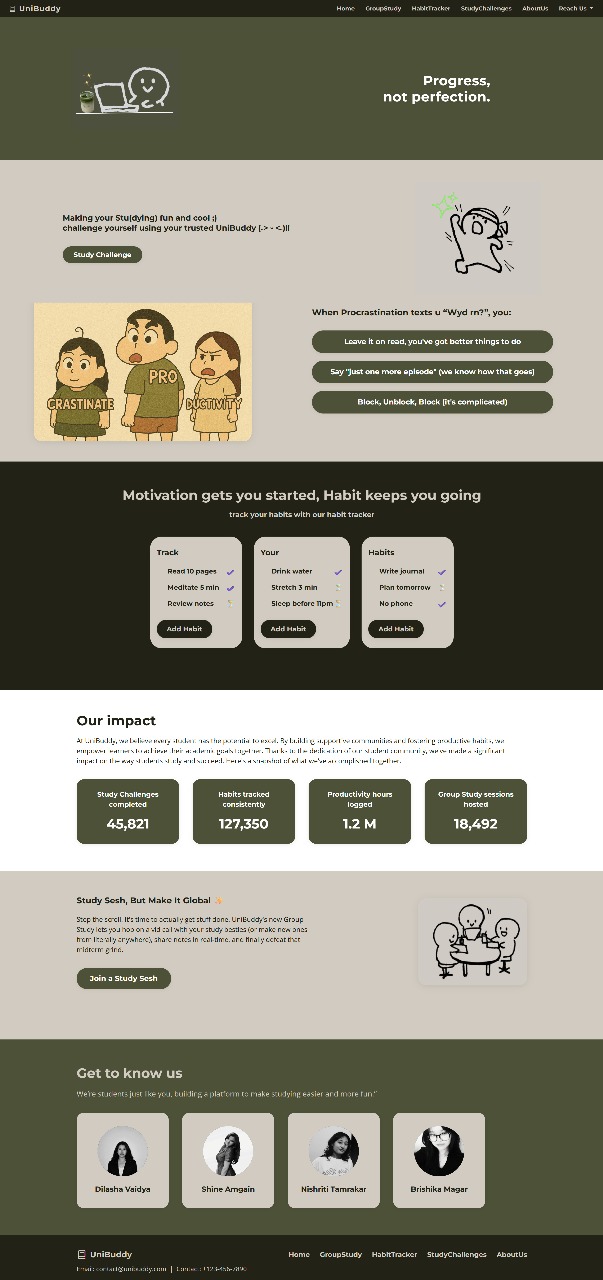 UniBuddy
Home GroupStudy HabitTracker StudyChallenges AboutUs Reach Us
Progress,
not perfection.
Making your Stu(dying) fun and cool ;)
challenge yourself using your trusted UniBuddy [.> - <.]!!
Study Challenge
CRASTINATE
PRO
DUCTIVITY
When Procrastination texts u “Wyd rn?”, you:
Leave it on read, you've got better things to do
Say "just one more episode" (we know how that goes)
Block, Unblock, Block (it's complicated)
Motivation gets you started, Habit keeps you going
track your habits with our habit tracker
Track
Read 10 pages
Meditate 5 min
Review notes
Add Habit
Your
Drink water
Stretch 3 min
Sleep before 11pm
Add Habit
Habits
Write journal
Plan tomorrow
No phone
Add Habit
Our impact
At UniBuddy, we believe every student has the potential to excel. By building supportive communities and fostering productive habits, we
empower learners to achieve their academic goals together. Thanks to the dedication of our student community, we've made a significant
impact on the way students study and succeed. Here's a snapshot of what we've accomplished together.
Study Challenges
completed
45,821
Habits tracked
consistently
127,350
Productivity hours
logged
1.2 M
Group Study sessions
hosted
18,492
Study Sesh, But Make It Global ✨
Stop the scroll. It's time to actually get stuff done. UniBuddy's new Group
Study lets you hop on a vid call with your study besties (or make new ones
from literally anywhere), share notes in real-time, and finally defeat that
midterm grind.
Join a Study Sesh
Get to know us
We're students just like you, building a platform to make studying easier and more fun."
Dilasha Vaidya
Shine Amgain
Nishriti Tamrakar
Brishika Magar
UniBuddy
Home GroupStudy HabitTracker StudyChallenges AboutUs
Email: contact@unibuddy.com | Contact: +123-456-7890